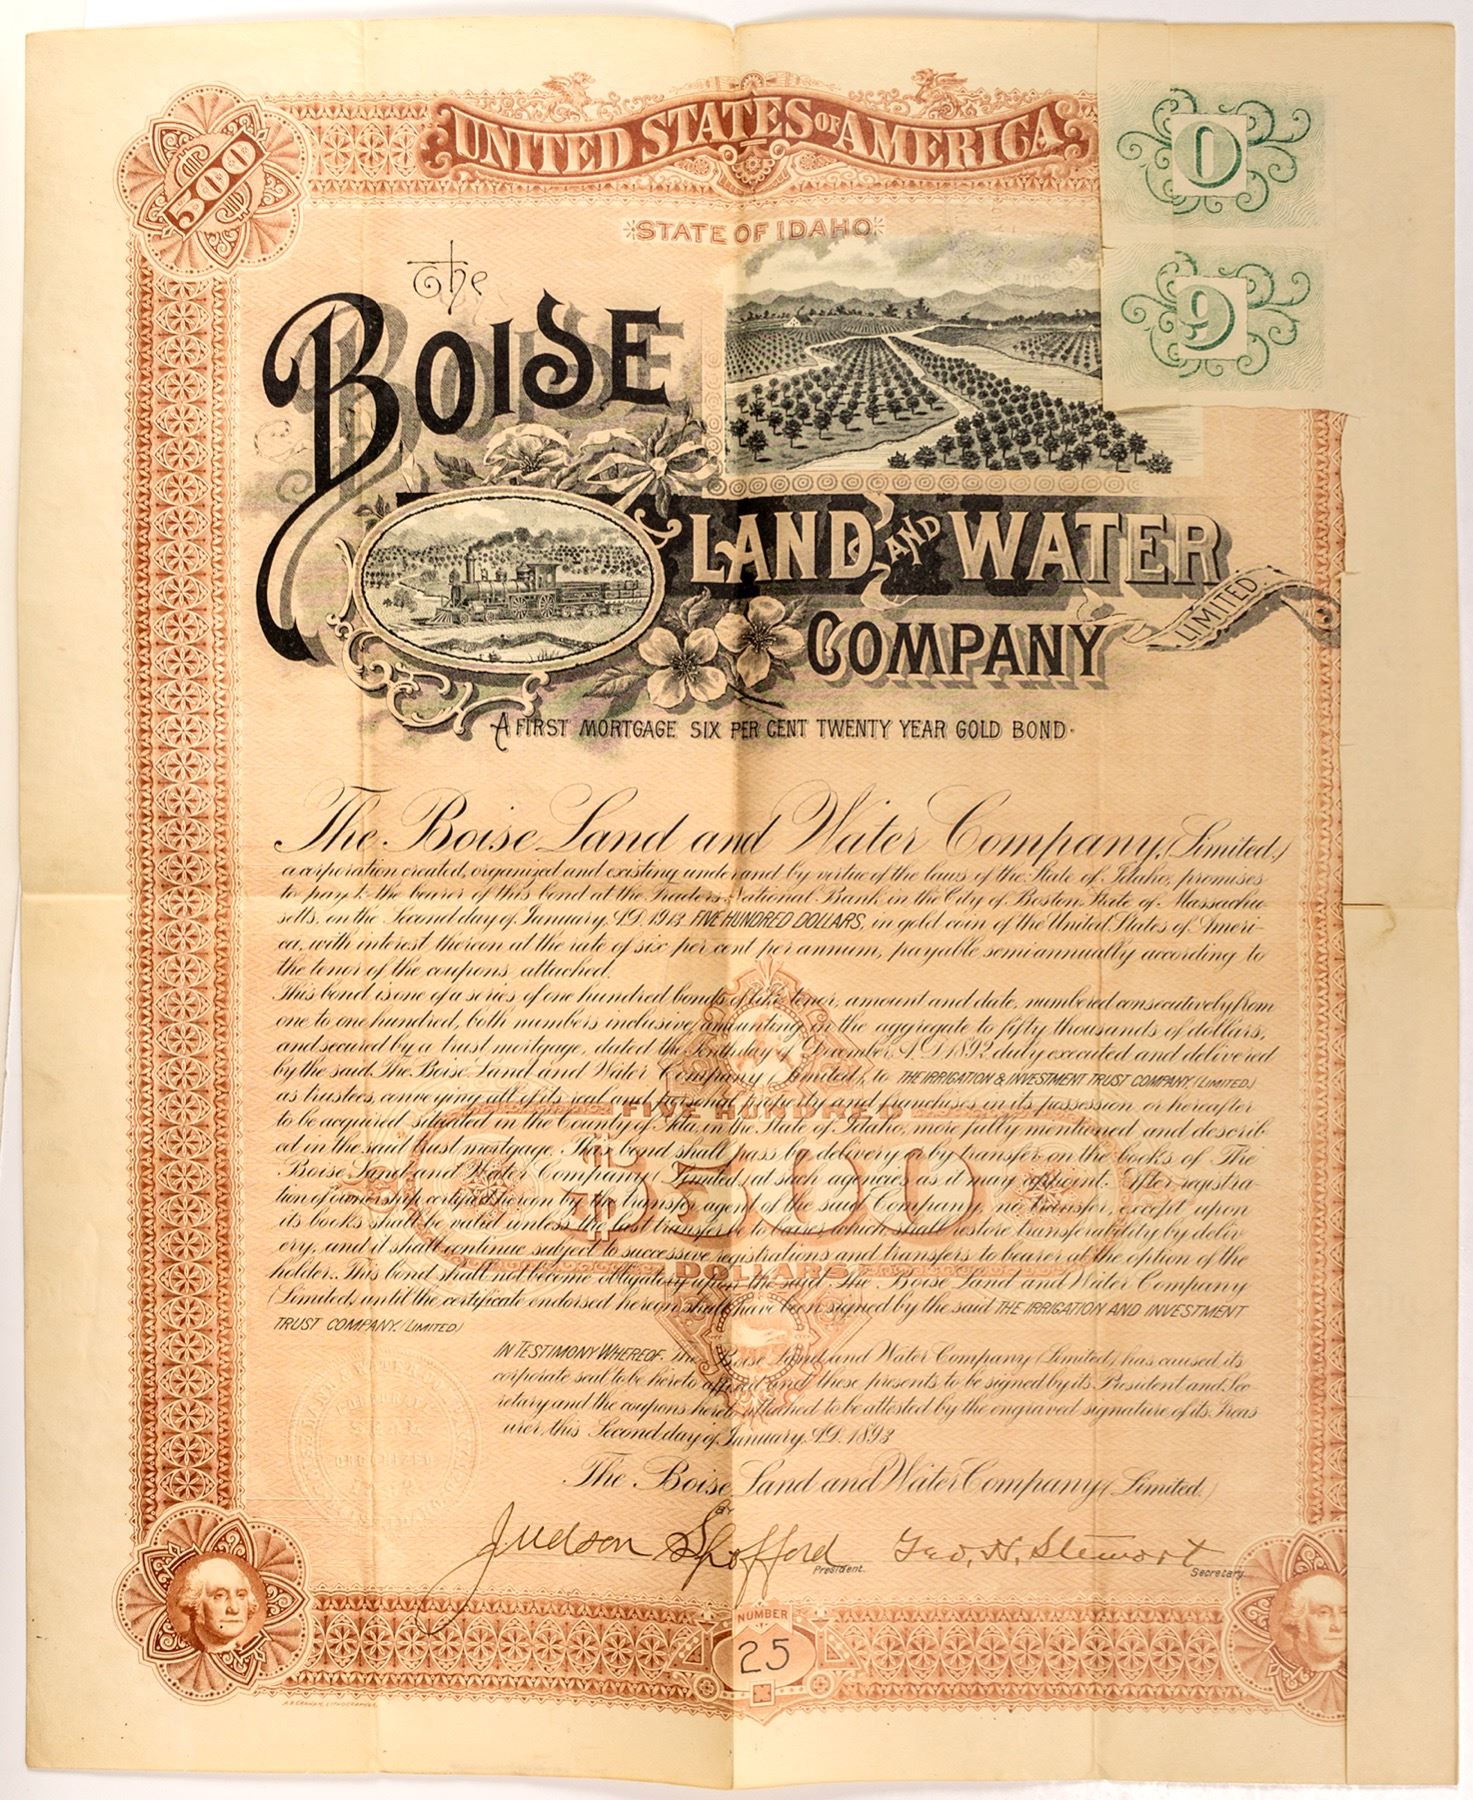 UNITED STATES OF AMERICA
$500
STATE OF IDAHO
0
9
The
BOISE
LAND AND WATER
COMPANY
LIMITED.
A FIRST MORTGAGE SIX PER CENT TWENTY YEAR GOLD BOND.
The Boise Land and Water Company, (Limited,)
a corporation created, organized and existing under and by virtue of the laws of the State of Idaho, promises
to pay to the bearer of this bond at the Traders National Bank in the City of Boston, State of Massachu
setts, on the Second day of January, A.D. 1913 FIVE HUNDRED DOLLARS, in gold coin of the United States of Ameri-
ca, with interest thereon at the rate of six per cent per annum, payable semiannually according to
the tenor of the coupons attached.
This bond is one of a series of one hundred bonds of like tenor, amount and date, numbered consecutively from
one to one hundred, both numbers inclusive, amounting in the aggregate to fifty thousands of dollars,
and secured by a trust mortgage, dated the Tenth day of December A.D. 1892 duly executed and delivered
by the said The Boise Land and Water Company (Limited), to THE IRRIGATION & INVESTMENT TRUST COMPANY, (LIMITED.)
as trustees, conveying all of its real and personal property and franchises in its possession or hereafter
to be acquired situated in the County of Ada, in the State of Idaho, more fully mentioned and describ-
ed in the said trust mortgage. This bond shall pass by delivery or by transfer on the books of The
Boise Land and Water Company (Limited,) at such agencies as it may appoint. After registra-
tion of ownership certified hereon by the transfer agent of the said Company, no transfer, except upon
its books shall be valid unless the last transfer be to bearer, which shall restore transferability by deliv
ery, and it shall continue subject to successive registrations and transfers to bearer at the option of the
holder. This bond shall not become obligatory upon the said The Boise Land and Water Company
(Limited, until the certificate endorsed hereon shall have been signed by the said THE IRRIGATION AND INVESTMENT
TRUST COMPANY, (LIMITED)
FIVE HUNDRED
$500
DOLLARS
IN TESTIMONY WHEREOF. The Boise Land and Water Company (Limited) has caused its
corporate seal to be hereto affixed and these presents to be signed by its President and Sec
retary and the coupons hereto attached to be attested by the engraved signature of its Treas
urer, this Second day of January, A.D. 1893
The Boise Land and Water Company (Limited.)
BY
Judson Spofford Geo. H. Stewart
President. Secretary
NUMBER
25